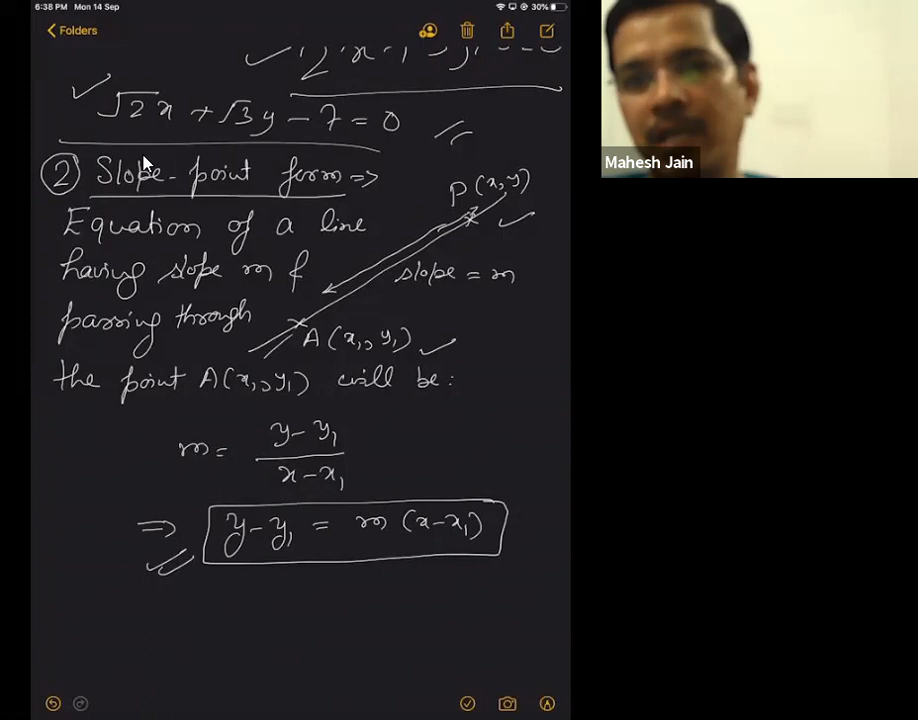 6:38 PM Mon 14 Sep
30%
Folders
√2x + √3y - 7 = 0
② Slope-point form ⇒
P(x, y)
Equation of a line
having slope m &
slope = m
passing through
A(x₁, y₁)
the point A(x₁, y₁) will be:
m = (y - y₁)/(x - x₁)
⇒ y - y₁ = m (x - x₁)
Mahesh Jain